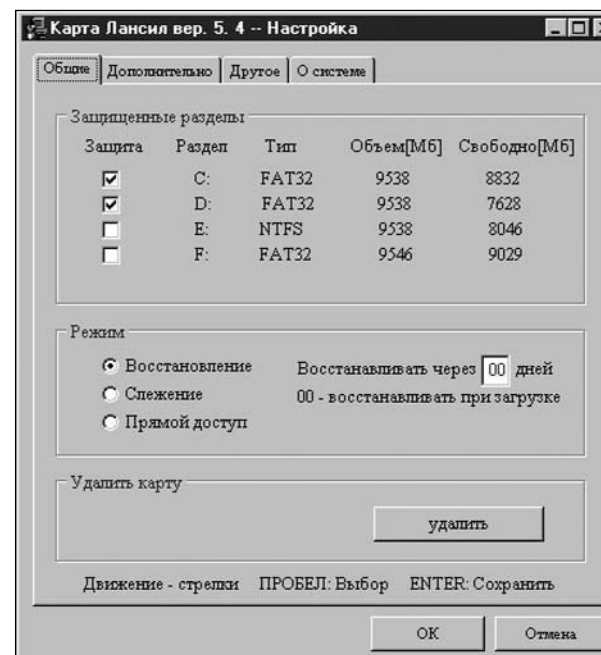 Карта Лансил вер. 5. 4 -- Настройка
Общие Дополнительно Другое О системе
Защищенные разделы
Защита Раздел Тип Объем[Мб] Свободно[Мб]
C: FAT32 9538 8832
D: FAT32 9538 7628
E: NTFS 9538 8046
F: FAT32 9546 9029
Режим
Восстановление Восстанавливать через 00 дней
Слежение 00 - восстанавливать при загрузке
Прямой доступ
Удалить карту
удалить
Движение - стрелки ПРОБЕЛ: Выбор ENTER: Сохранить
OK Отмена